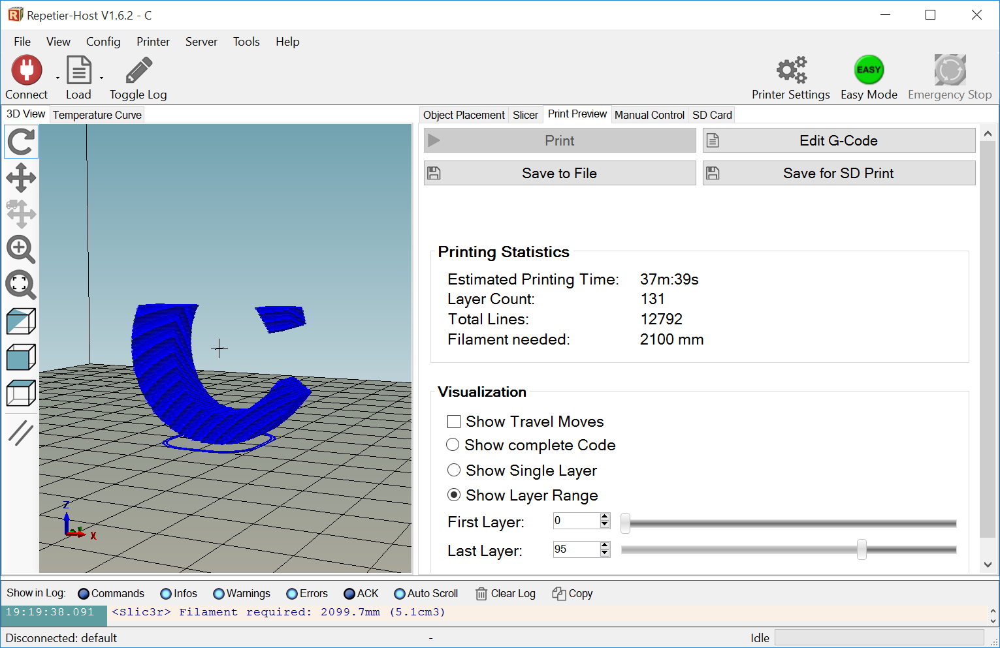 Repetier-Host V1.6.2 - C
File View Config Printer Server Tools Help
EASY
Connect Load Toggle Log Printer Settings Easy Mode Emergency Stop
3D View Temperature Curve
Object Placement Slicer Print Preview Manual Control SD Card
Print Edit G-Code
Save to File Save for SD Print
Printing Statistics
Estimated Printing Time: 37m:39s
Layer Count: 131
Total Lines: 12792
Filament needed: 2100 mm
Visualization
Show Travel Moves
Show complete Code
Show Single Layer
Show Layer Range
First Layer: 0
Last Layer: 95
Z
Y
X
Show in Log: Commands Infos Warnings Errors ACK Auto Scroll Clear Log Copy
19:19:38.091 <Slic3r> Filament required: 2099.7mm (5.1cm3)
Disconnected: default - Idle